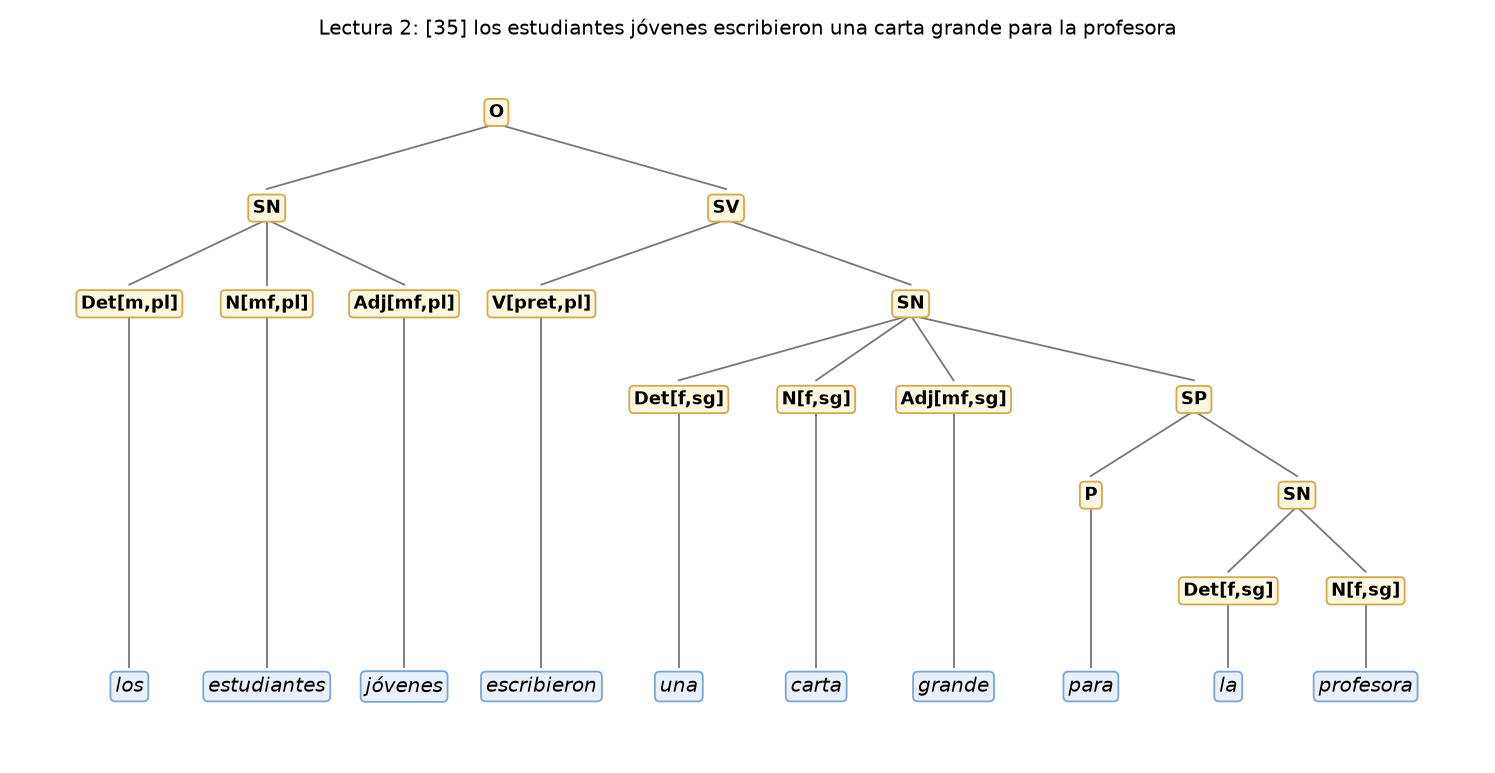 Lectura 2: [35] los estudiantes jóvenes escribieron una carta grande para la profesora
O
SN SV
Det[m,pl] N[mf,pl] Adj[mf,pl] V[pret,pl] SN
Det[f,sg] N[f,sg] Adj[mf,sg] SP
P SN
Det[f,sg] N[f,sg]
los estudiantes jóvenes escribieron una carta grande para la profesora